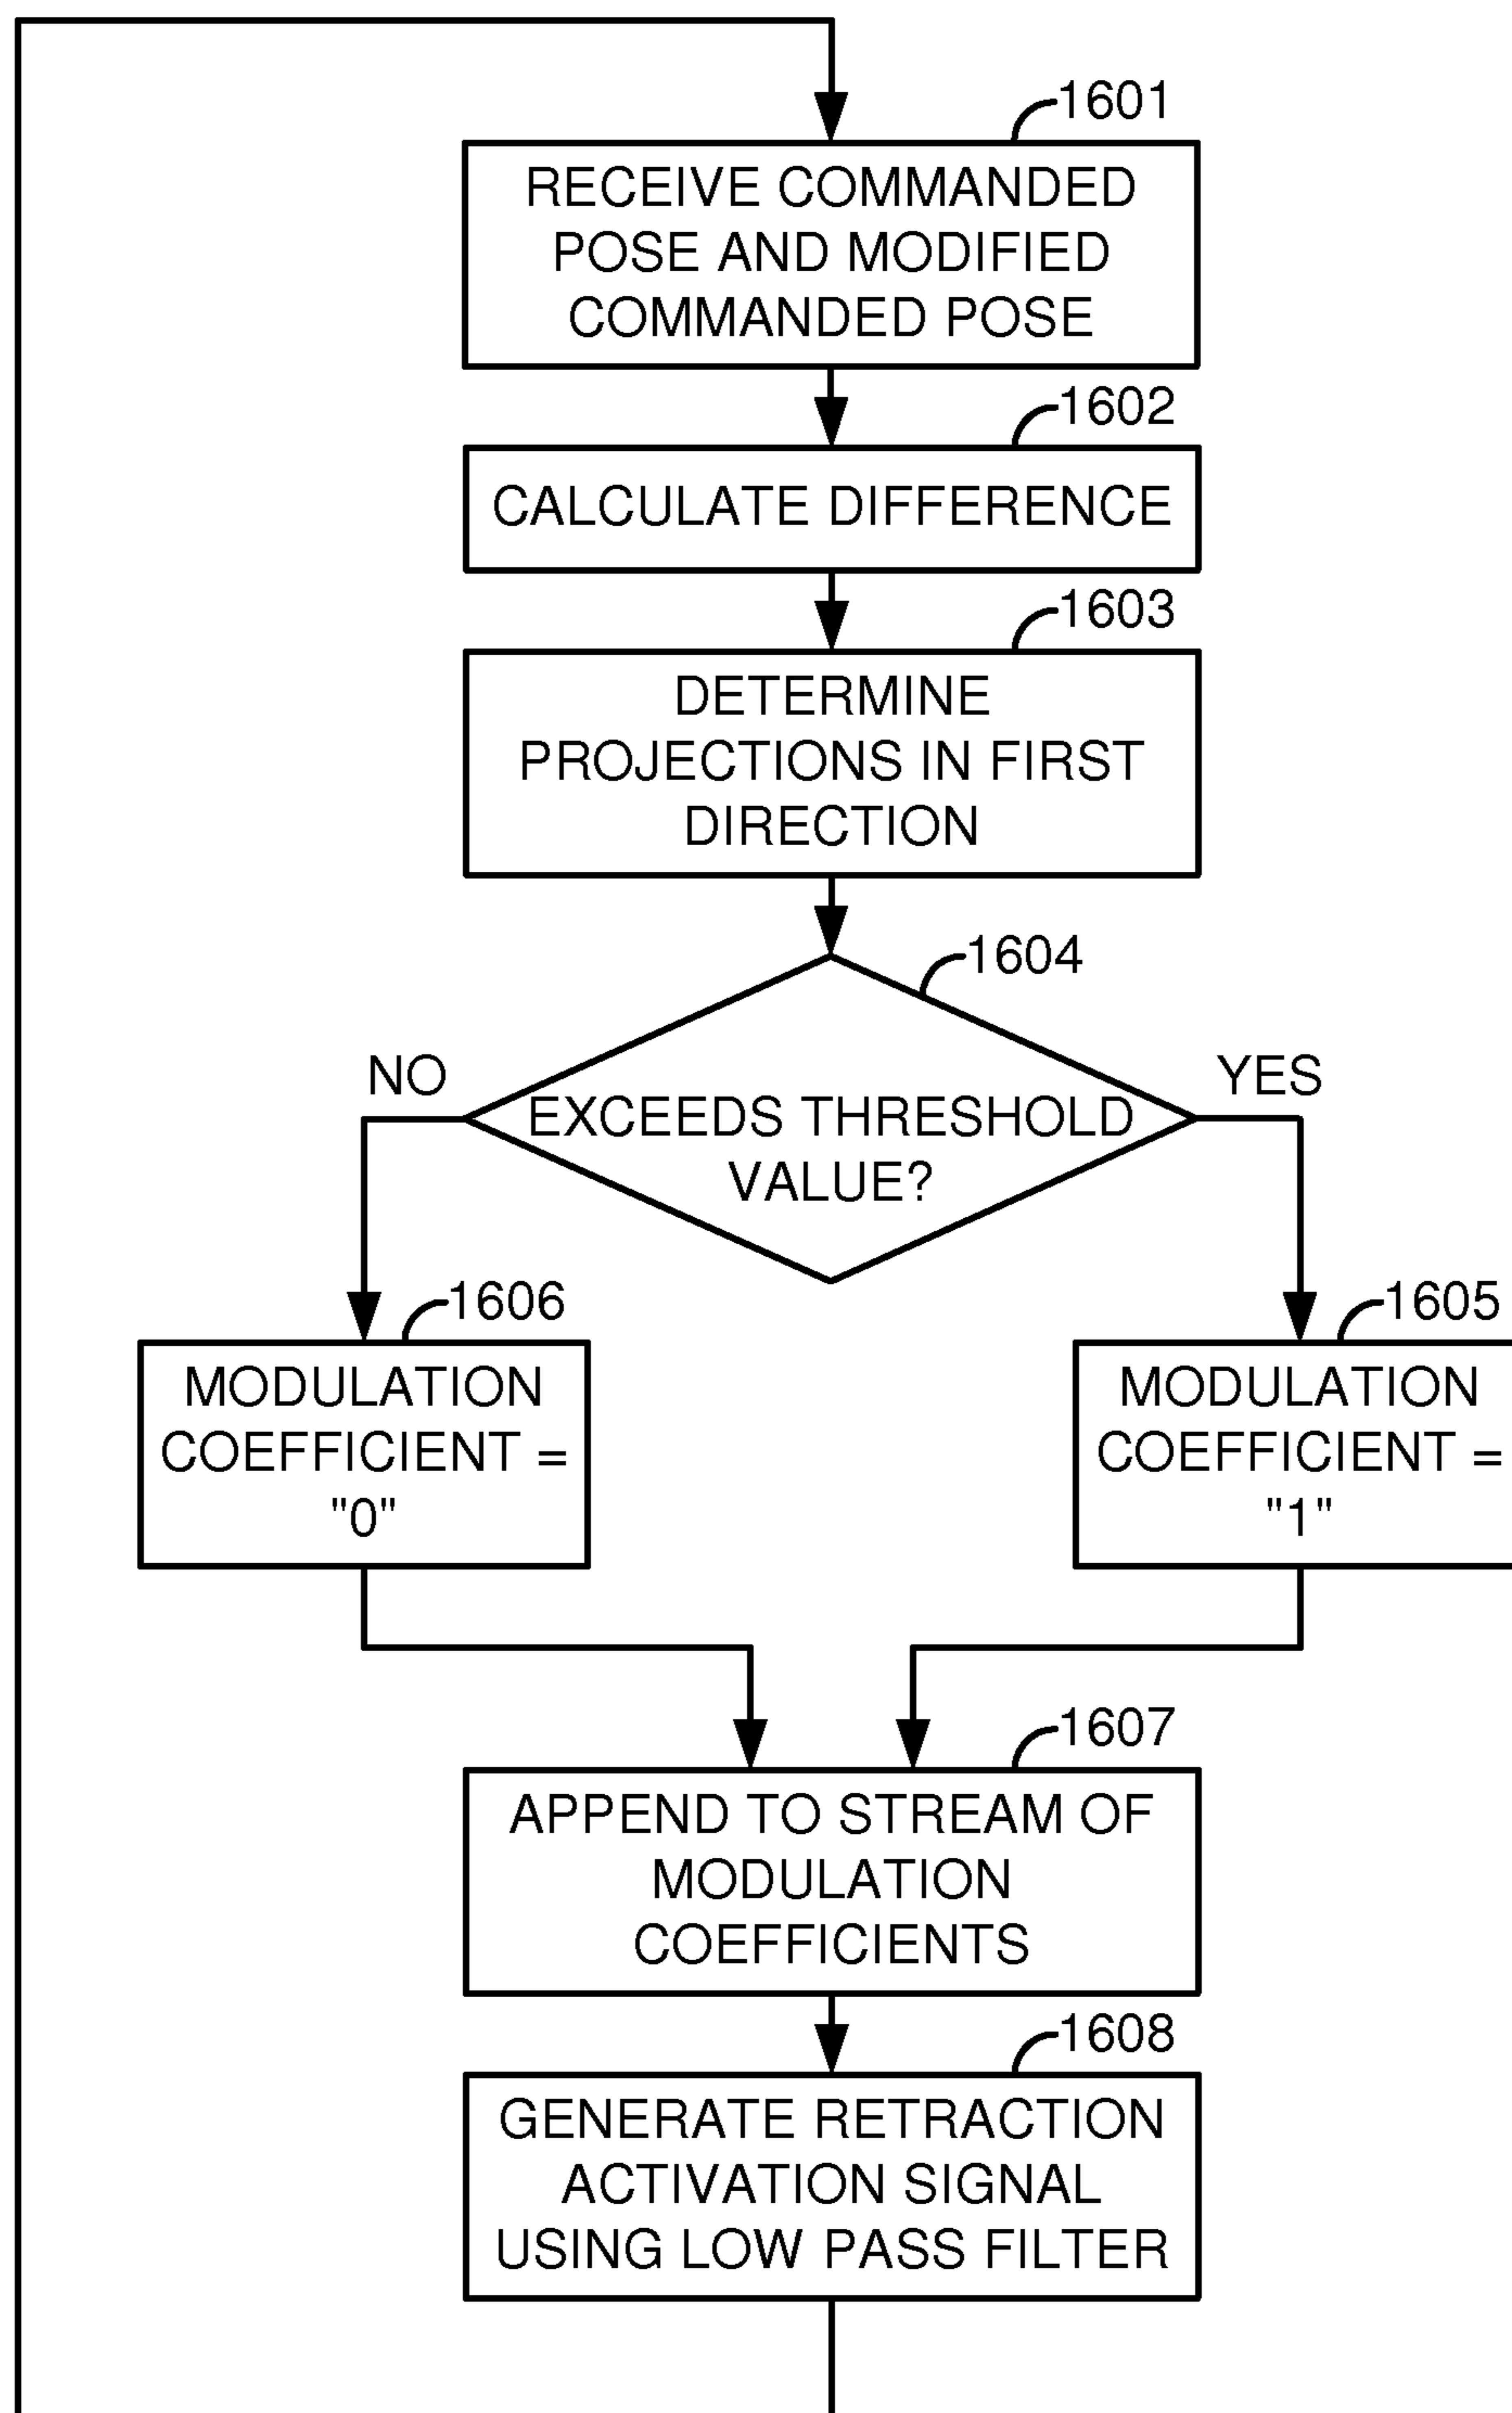 1601
RECEIVE COMMANDED
POSE AND MODIFIED
COMMANDED POSE
1602
CALCULATE DIFFERENCE
1603
DETERMINE
PROJECTIONS IN FIRST
DIRECTION
1604
NO
YES
EXCEEDS THRESHOLD
VALUE?
1606
MODULATION
COEFFICIENT =
"0"
1605
MODULATION
COEFFICIENT =
"1"
1607
APPEND TO STREAM OF
MODULATION
COEFFICIENTS
1608
GENERATE RETRACTION
ACTIVATION SIGNAL
USING LOW PASS FILTER